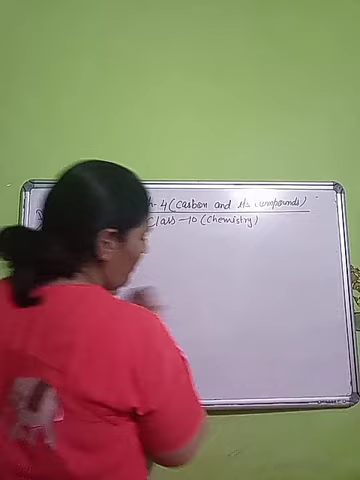 4 (Carbon and its compounds)
Class - 10 (Chemistry)